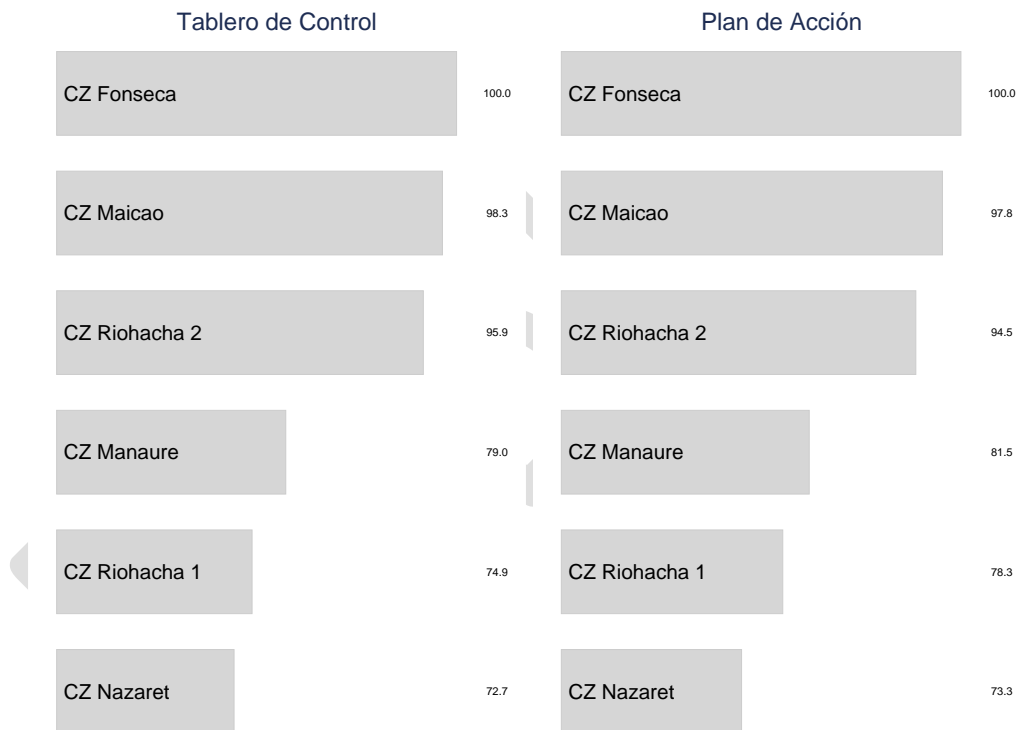 Tablero de Control
CZ Fonseca 100.0
CZ Maicao 98.3
CZ Riohacha 2 95.9
CZ Manaure 79.0
CZ Riohacha 1 74.9
CZ Nazaret 72.7
Plan de Acción
CZ Fonseca 100.0
CZ Maicao 97.8
CZ Riohacha 2 94.5
CZ Manaure 81.5
CZ Riohacha 1 78.3
CZ Nazaret 73.3